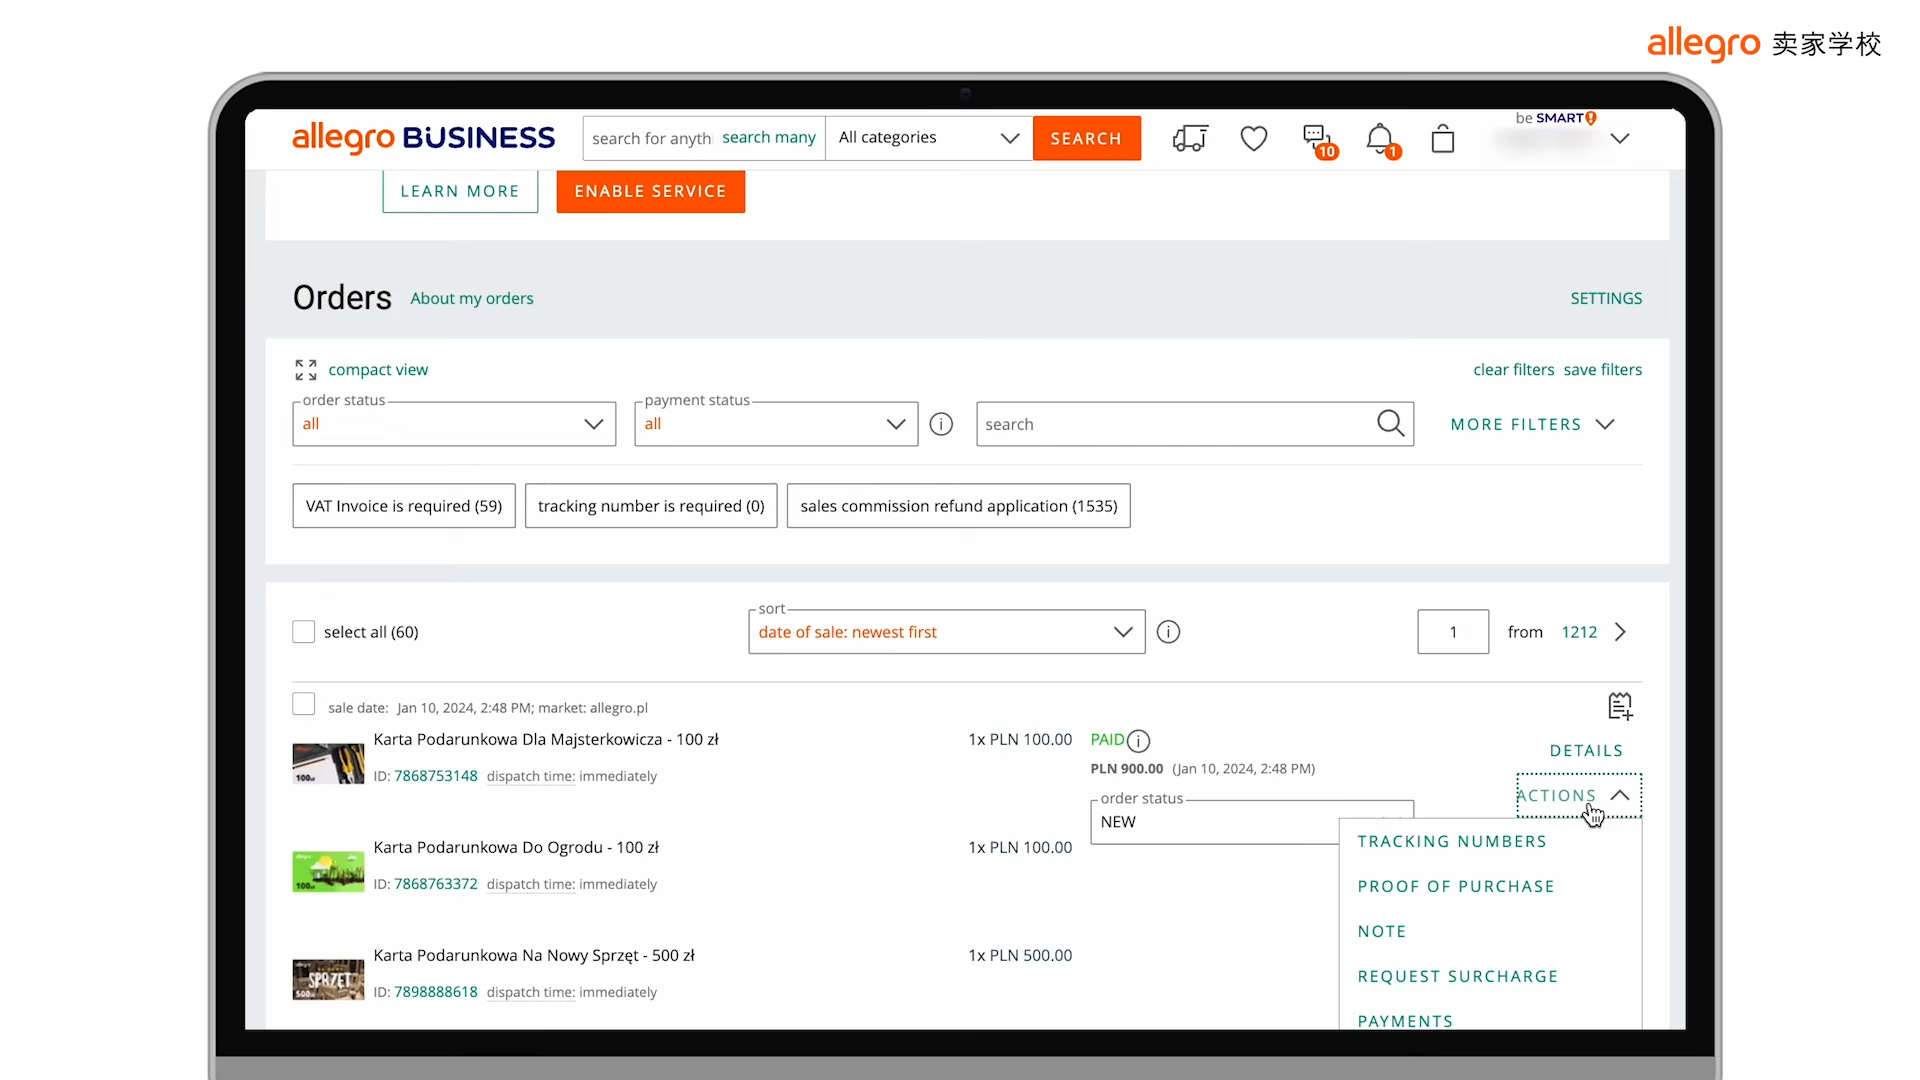 allegro 卖家学校
allegro BUSINESS
search for anyth search many
All categories
SEARCH
10
1
be SMART!
LEARN MORE
ENABLE SERVICE
Orders
About my orders
SETTINGS
compact view
clear filters save filters
order status
all
payment status
all
search
MORE FILTERS
VAT Invoice is required (59)
tracking number is required (0)
sales commission refund application (1535)
select all (60)
sort
date of sale: newest first
1 from 1212
sale date: Jan 10, 2024, 2:48 PM; market: allegro.pl
Karta Podarunkowa Dla Majsterkowicza - 100 zł
1x PLN 100.00
PAID
ID: 7868753148 dispatch time: immediately
PLN 900.00 (Jan 10, 2024, 2:48 PM)
DETAILS
ACTIONS
order status
NEW
TRACKING NUMBERS
PROOF OF PURCHASE
NOTE
REQUEST SURCHARGE
PAYMENTS
Karta Podarunkowa Do Ogrodu - 100 zł
1x PLN 100.00
ID: 7868763372 dispatch time: immediately
Karta Podarunkowa Na Nowy Sprzęt - 500 zł
1x PLN 500.00
SPRZĘT
ID: 7898888618 dispatch time: immediately